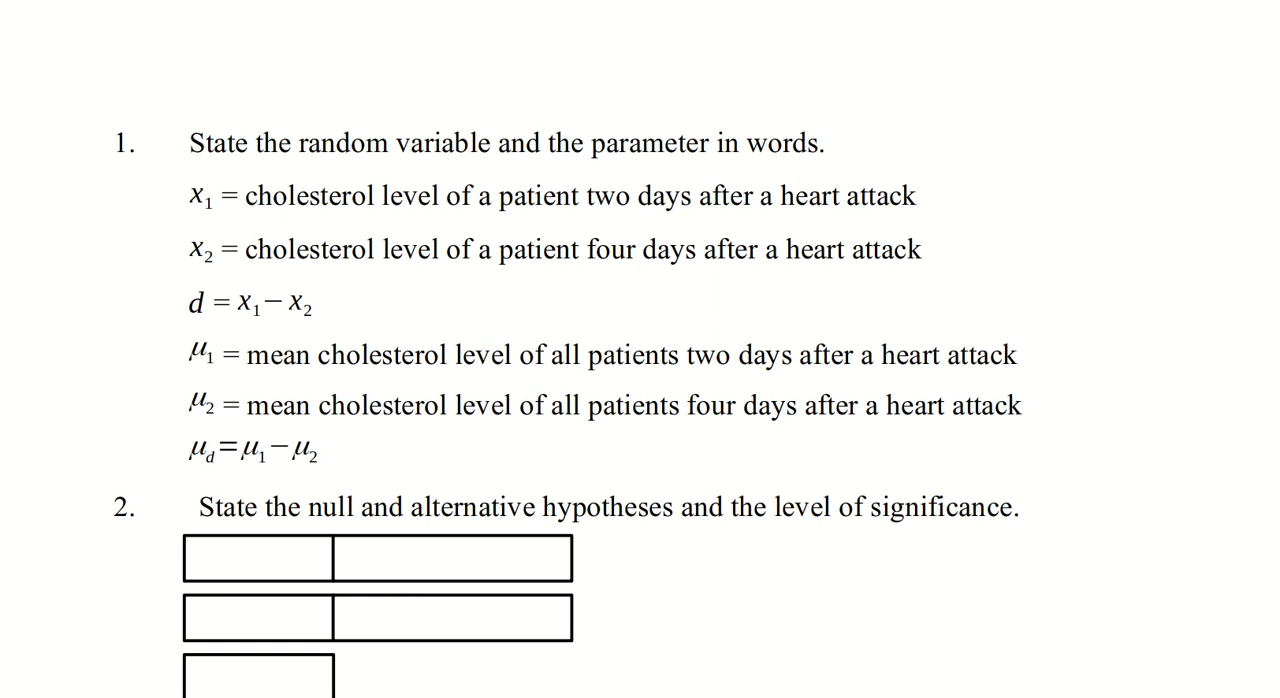 1. State the random variable and the parameter in words.
x₁ = cholesterol level of a patient two days after a heart attack
x₂ = cholesterol level of a patient four days after a heart attack
d = x₁ − x₂
μ₁ = mean cholesterol level of all patients two days after a heart attack
μ₂ = mean cholesterol level of all patients four days after a heart attack
μ_d = μ₁ − μ₂
2. State the null and alternative hypotheses and the level of significance.